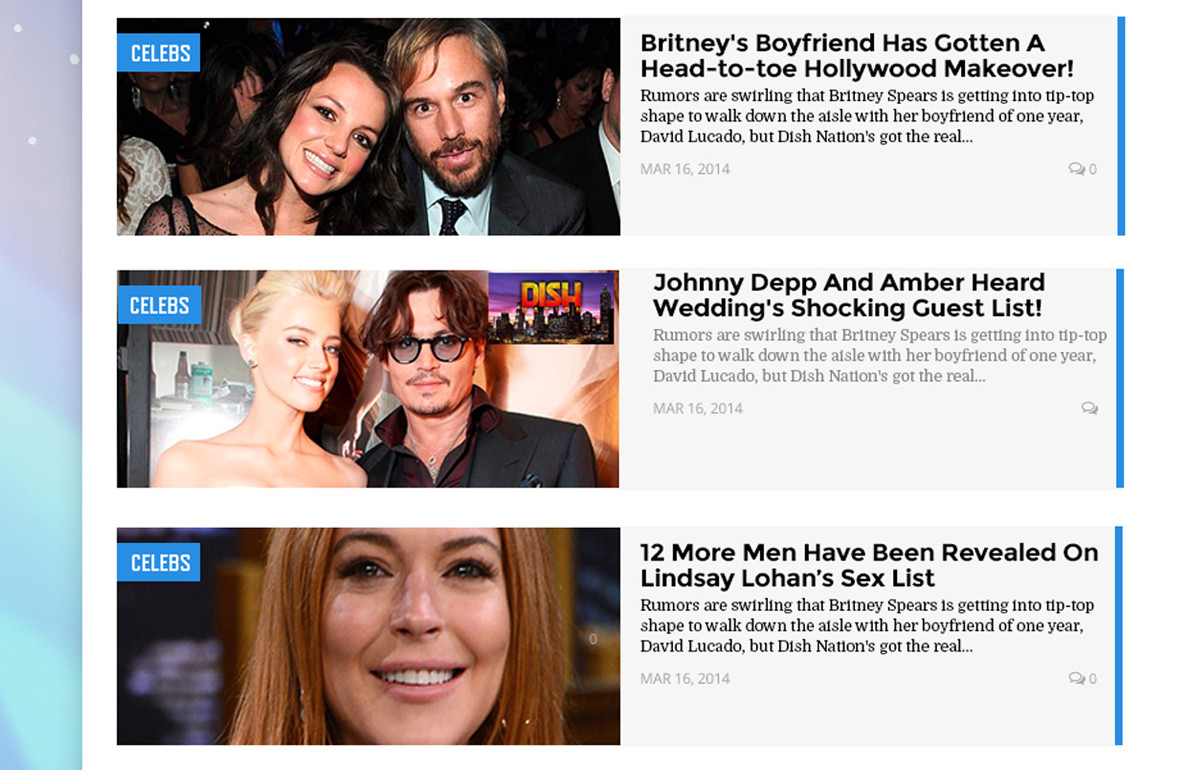 CELEBS
Britney's Boyfriend Has Gotten A
Head-to-toe Hollywood Makeover!
Rumors are swirling that Britney Spears is getting into tip-top
shape to walk down the aisle with her boyfriend of one year,
David Lucado, but Dish Nation's got the real...
MAR 16, 2014
0
CELEBS
DISH
Johnny Depp And Amber Heard
Wedding's Shocking Guest List!
Rumors are swirling that Britney Spears is getting into tip-top
shape to walk down the aisle with her boyfriend of one year,
David Lucado, but Dish Nation's got the real...
MAR 16, 2014
CELEBS
12 More Men Have Been Revealed On
Lindsay Lohan’s Sex List
Rumors are swirling that Britney Spears is getting into tip-top
shape to walk down the aisle with her boyfriend of one year,
David Lucado, but Dish Nation's got the real...
0
MAR 16, 2014
0